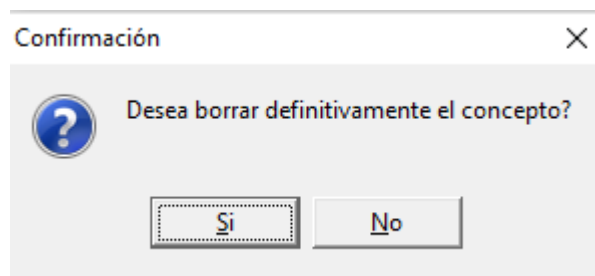 Confirmación
Desea borrar definitivamente el concepto?
Si No